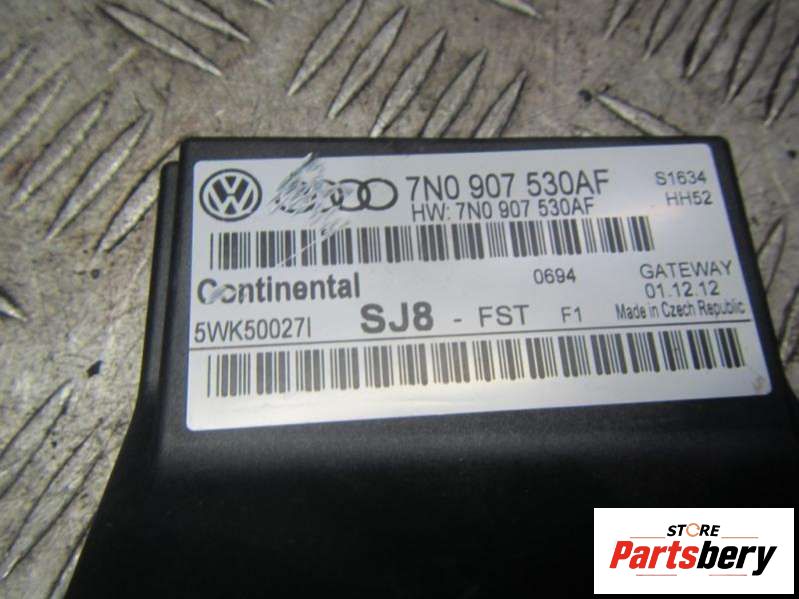 7N0 907 530AF S1634
HW: 7N0 907 530AF HH52
Continental 0694 GATEWAY
01.12.12
5WK50027I SJ8 - FST F1 Made in Czech Republic
STORE
Partsbery